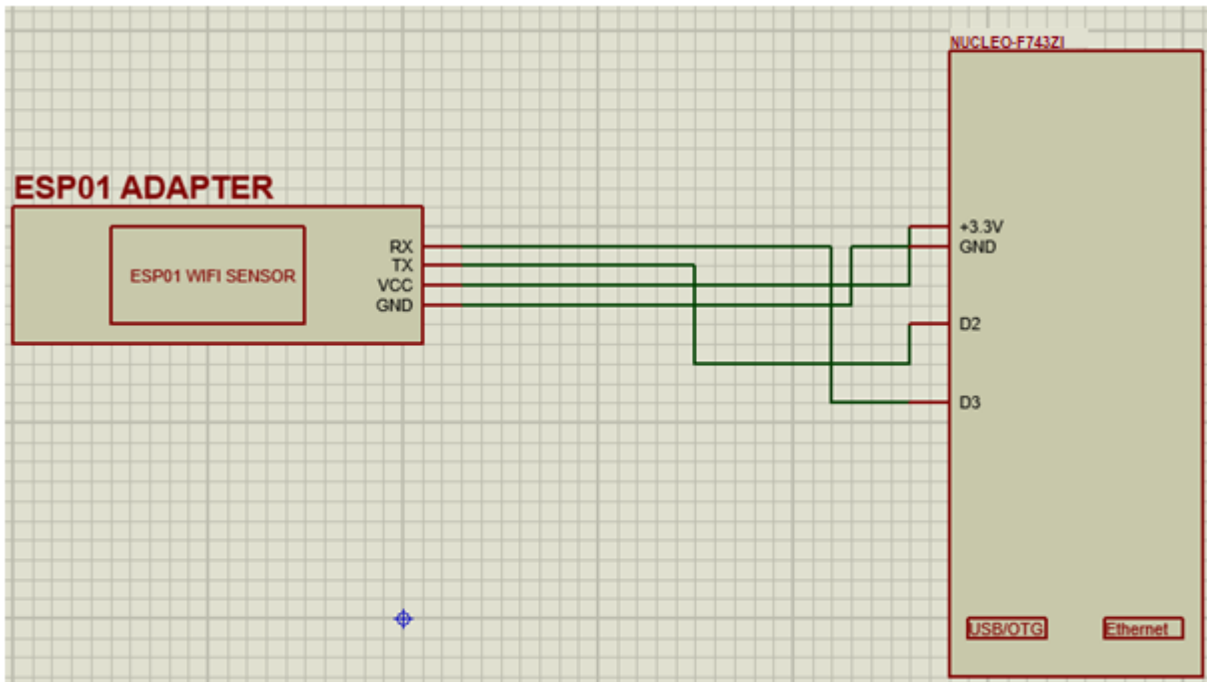 NUCLEO-F743ZI
ESP01 ADAPTER
ESP01 WIFI SENSOR
RX
TX
VCC
GND
+3.3V
GND
D2
D3
USB/OTG
Ethernet